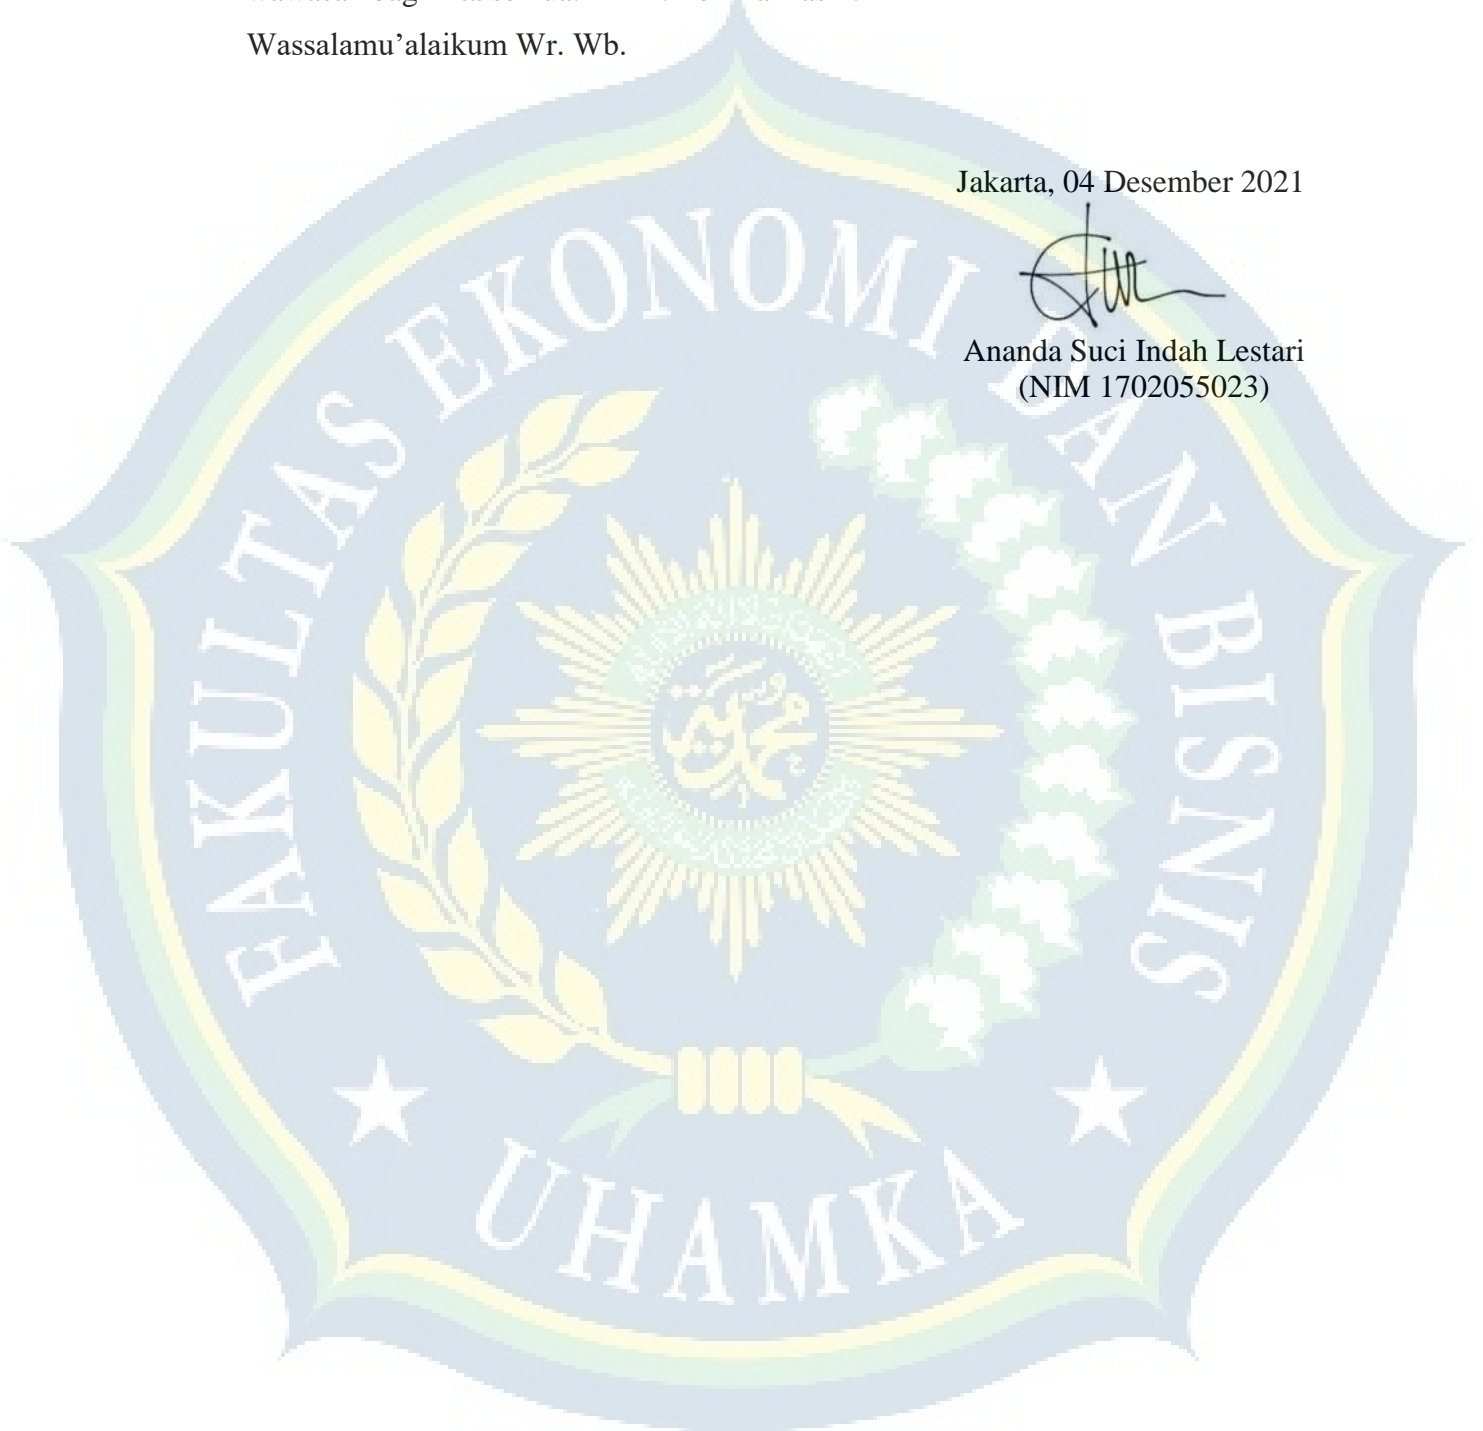 Wassalamu’alaikum Wr. Wb.
Jakarta, 04 Desember 2021
Ananda Suci Indah Lestari
(NIM 1702055023)
FAKULTAS EKONOMI DAN BISNIS
UHAMKA